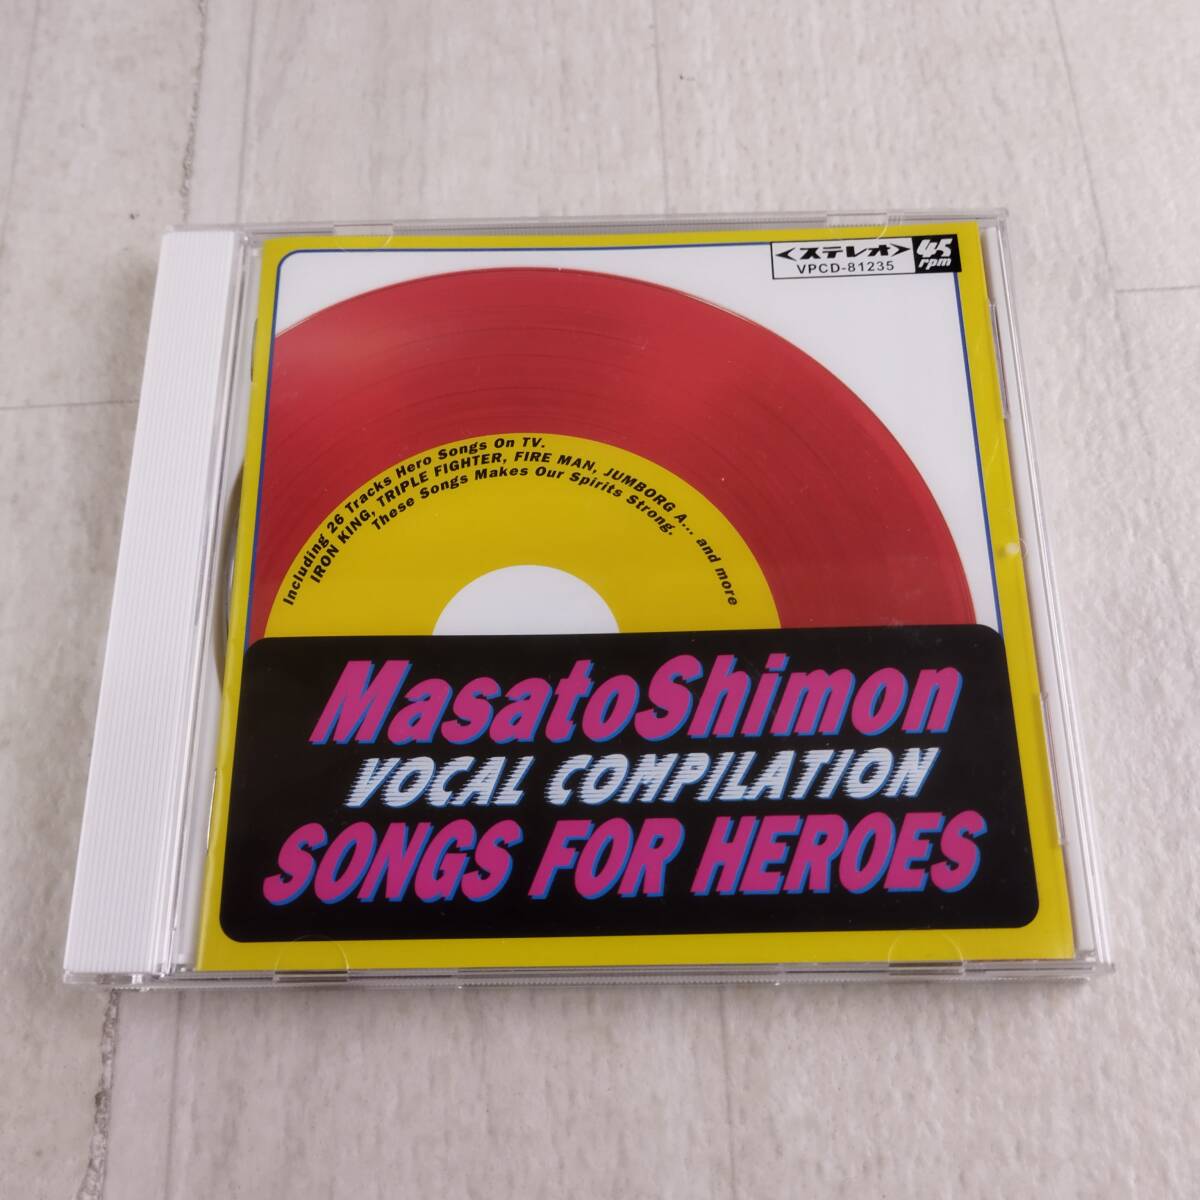 <ステレオ>
VPCD-81235
45
rpm
Including 26 Tracks Hero Songs On TV.
IRON KING, TRIPLE FIGHTER, FIRE MAN, JUMBORG A... and more
These Songs Makes Our Spirits Strong.
MasatoShimon
VOCAL COMPILATION
SONGS FOR HEROES